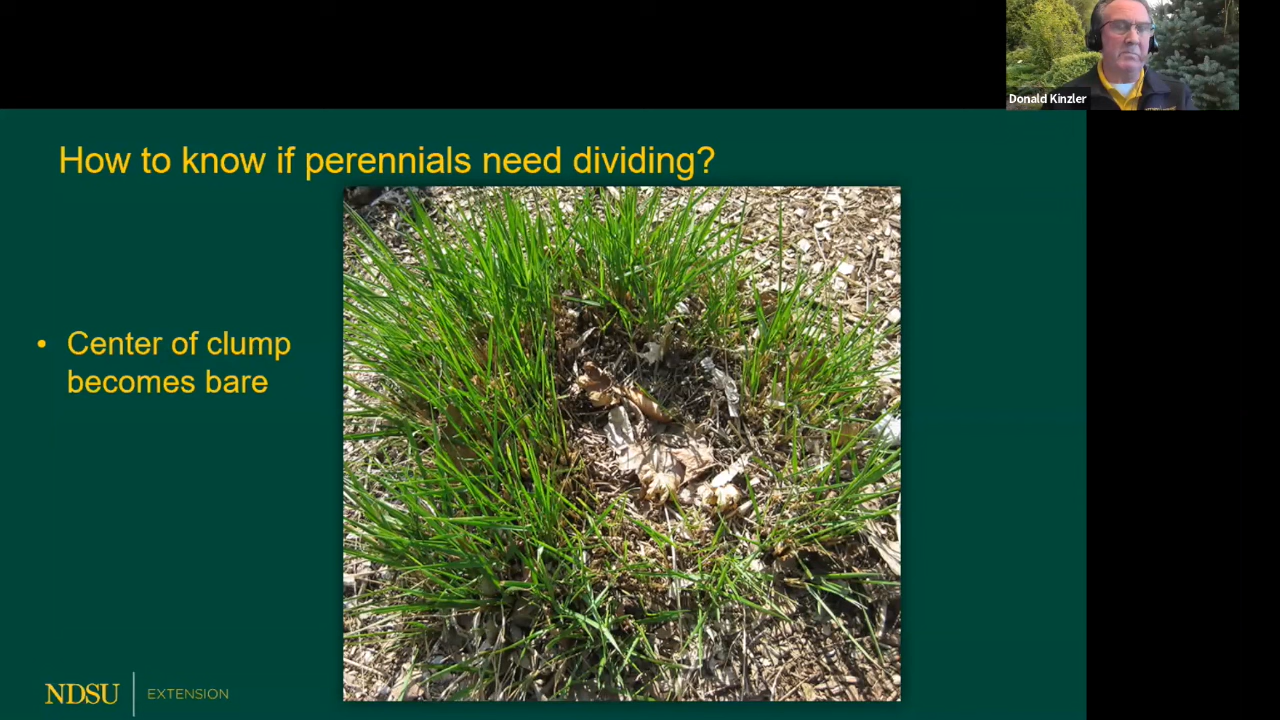 Donald Kinzler
How to know if perennials need dividing?
• Center of clump
becomes bare
NDSU EXTENSION